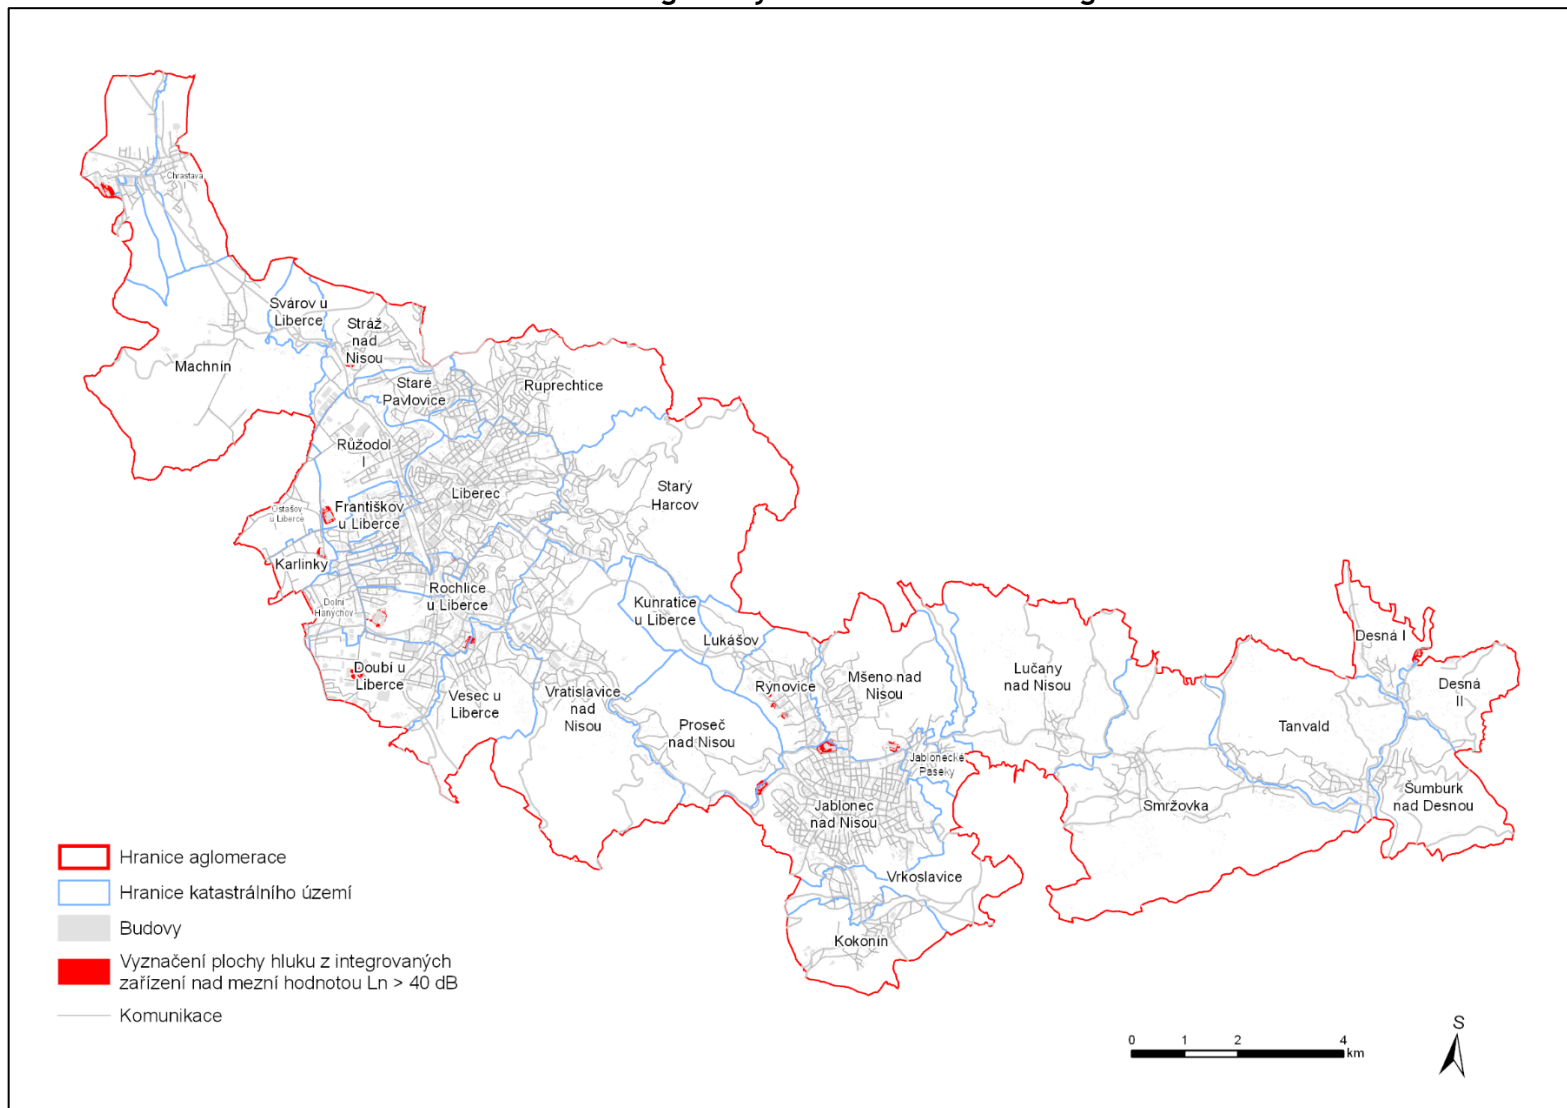 Chrastava
I
Svárov u
Liberce
Stráž
nad
Nisou
Machnín
Staré
Pavlovice
Ruprechtice
Růžodol
I
Liberec
Starý
Harcov
Ostašov
u Liberce
Františkov
u Liberce
Karlinky
Rochlice
u Liberce
Dolní
Hanychov
Kunratice
u Liberce
Lukášov
Doubí u
Liberce
Vesec u
Liberce
Vratislavice
nad
Nisou
Proseč
nad Nisou
Rýnovice
Mšeno nad
Nisou
Lučany
nad Nisou
Desná I
Desná
II
Tanvald
Jablonecké
Paseky
Jablonec
nad Nisou
Smržovka
Šumburk
nad Desnou
Vrkoslavice
Kokonín
Hranice aglomerace
Hranice katastrálního území
Budovy
Vyznačení plochy hluku z integrovaných
zařízení nad mezní hodnotou Ln > 40 dB
Komunikace
0 1 2 4
km
S